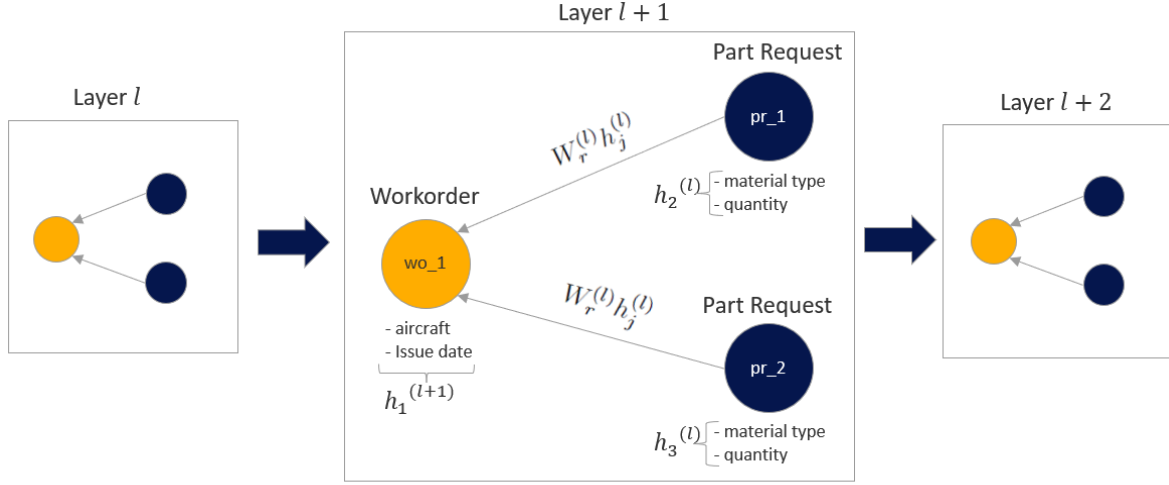 Layer l + 1
Layer l
Layer l + 2
Part Request
pr_1
W_r^{(l)} h_j^{(l)}
h_2^{(l)}
- material type
- quantity
Workorder
wo_1
- aircraft
- Issue date
h_1^{(l+1)}
W_r^{(l)} h_j^{(l)}
Part Request
pr_2
h_3^{(l)}
- material type
- quantity